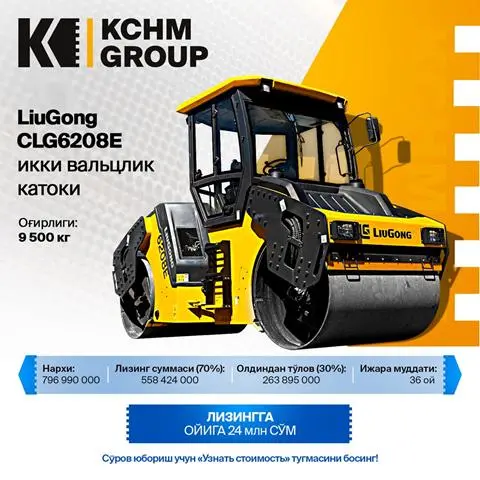 KCHM
GROUP
LiuGong
CLG6208E
икки вальцлик
катоки
Оғирлиги:
9 500 кг
6208E
LG LiuGong
Нархи:
796 990 000
Лизинг суммаси (70%):
558 424 000
Олдиндан тўлов (30%):
263 895 000
Ижара муддати:
36 ой
ЛИЗИНГГА
ОЙИГА 24 млн СЎМ
Сўров юбориш учун «Узнать стоимость» тугмасини босинг!